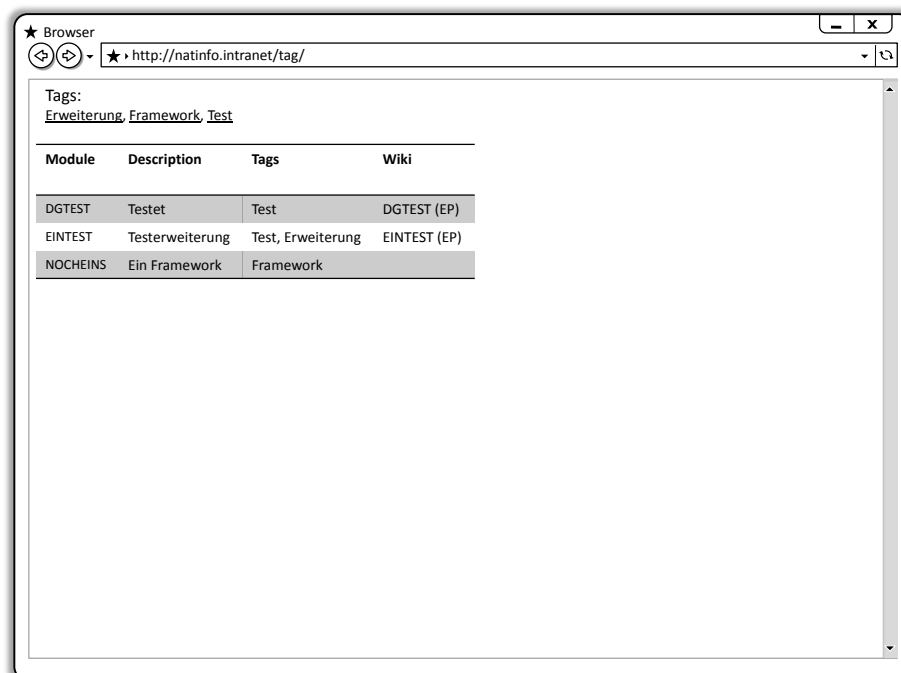 Browser
http://natinfo.intranet/tag/
Tags:
Erweiterung, Framework, Test
Module Description Tags Wiki
DGTEST Testet Test DGTEST (EP)
EINTEST Testerweiterung Test, Erweiterung EINTEST (EP)
NOCHEINS Ein Framework Framework